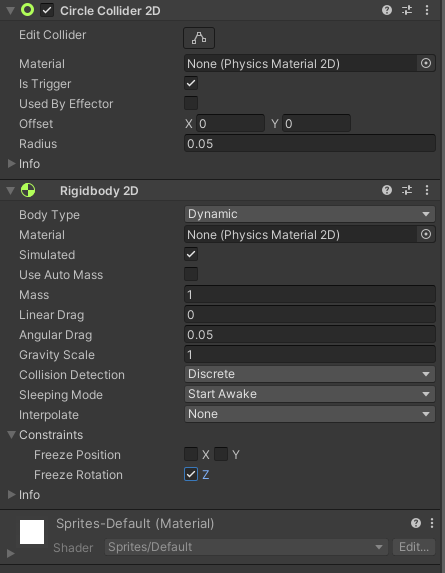 Circle Collider 2D
Edit Collider
Material None (Physics Material 2D)
Is Trigger
Used By Effector
Offset X 0 Y 0
Radius 0.05
Info
Rigidbody 2D
Body Type Dynamic
Material None (Physics Material 2D)
Simulated
Use Auto Mass
Mass 1
Linear Drag 0
Angular Drag 0.05
Gravity Scale 1
Collision Detection Discrete
Sleeping Mode Start Awake
Interpolate None
Constraints
Freeze Position X Y
Freeze Rotation Z
Info
Sprites-Default (Material)
Shader Sprites/Default Edit...